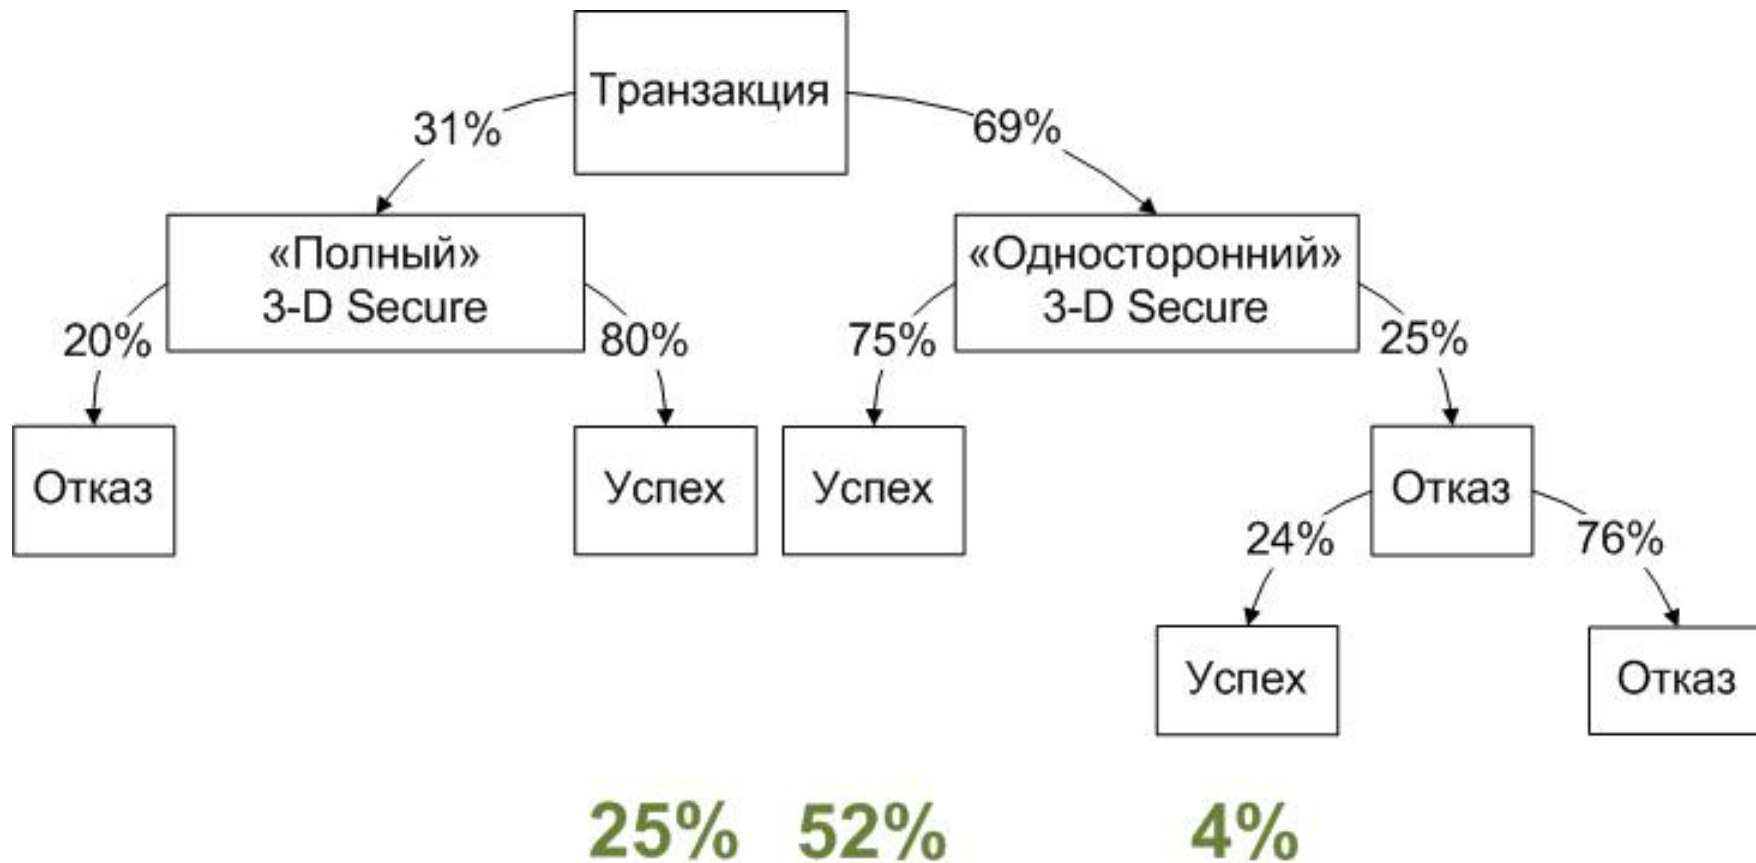 Транзакция
31%
69%
«Полный»
3-D Secure
«Односторонний»
3-D Secure
20%
80%
75%
25%
Отказ
Успех
Успех
Отказ
24%
76%
Успех
Отказ
25%
52%
4%